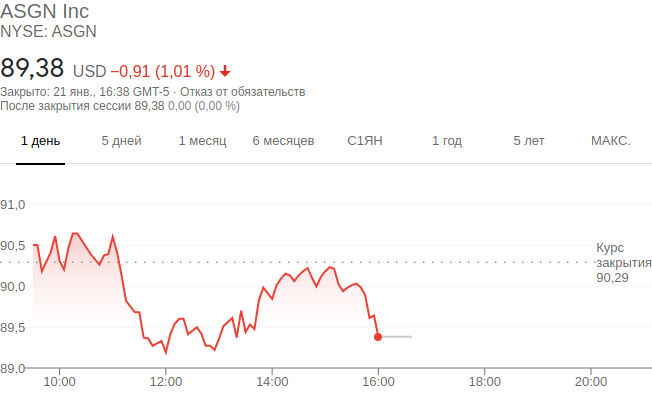 ASGN Inc
NYSE: ASGN
89,38 USD −0,91 (1,01 %)
Закрыто: 21 янв., 16:38 GMT-5 · Отказ от обязательств
После закрытия сессии 89,38 0,00 (0,00 %)
1 день 5 дней 1 месяц 6 месяцев С1ЯН 1 год 5 лет МАКС.
91,0
90,5
Курс
закрытия
90,29
90,0
89,5
89,0
10:00 12:00 14:00 16:00 18:00 20:00